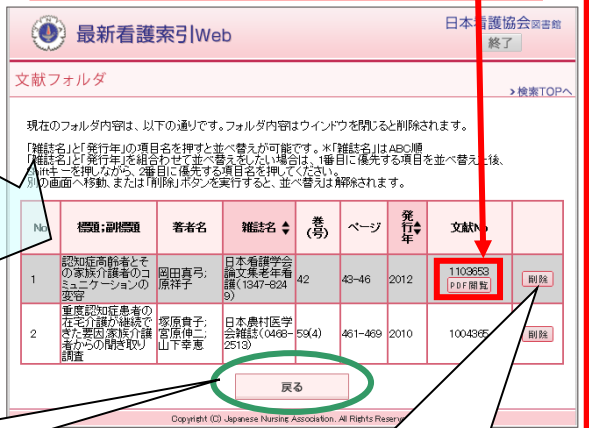 最新看護索引Web
日本看護協会図書館
終了
文献フォルダ
>検索TOPへ
現在のフォルダ内容は、以下の通りです。フォルダ内容はウィンドウを閉じると削除されます。
「雑誌名」と「発行年」の項目名を押すと並べ替えが可能です。*「雑誌名」はABC順
「雑誌名」と「発行年」を組合わせて並べ替えをしたい場合は、1番目に優先する項目を並べ替えた後、
Shiftキーを押しながら、2番目に優先する項目名を押してください。
別の画面へ移動、または「削除」ボタンを実行すると、並べ替えは解除されます。
No 標題;副標題 著者名 雑誌名 巻(号) ページ 発行年 文献No
1 認知症高齢者とその家族介護者のコミュニケーションの変容 岡田真弓; 原祥子 日本看護学会論文集老年看護(1347-8249) 42 43-46 2012 1103653 PDF閲覧 削除
2 重度認知症患者の在宅介護が継続できた要因家族介護者からの聞き取り調査 塚原貴子; 宮原伸二; 山下幸恵 日本農村医学会雑誌(0468-2513) 59(4) 461-469 2010 1004365 削除
戻る
Copyright (C) Japanese Nursing Association. All Rights Reserved